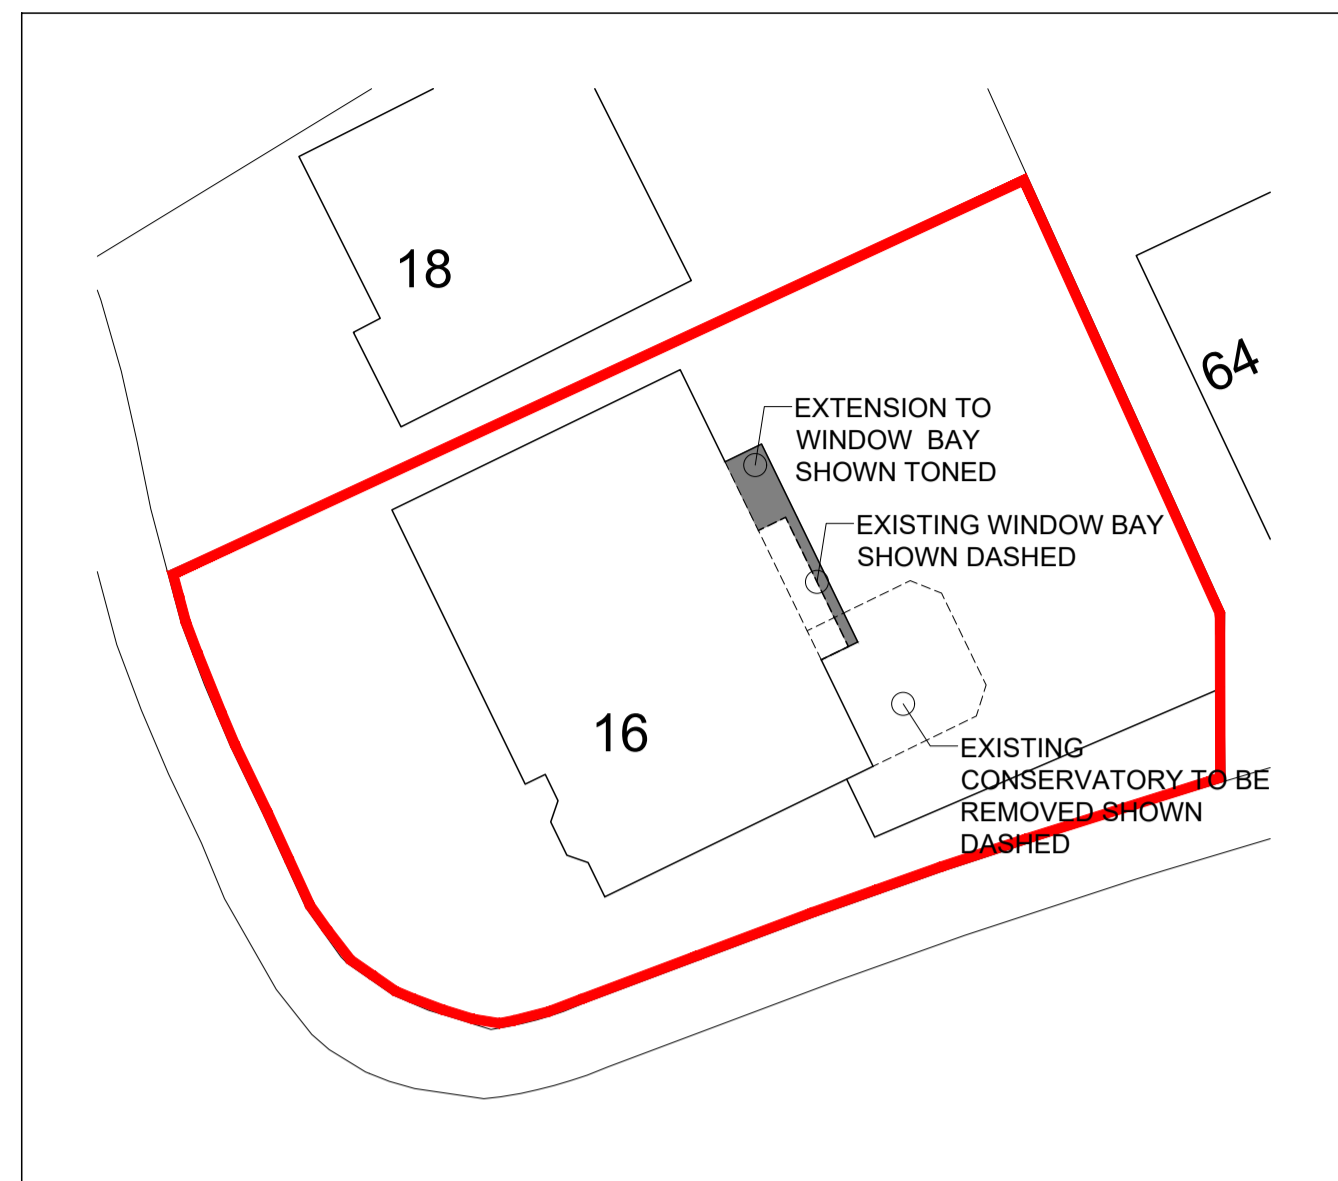 18
64
EXTENSION TO
WINDOW BAY
SHOWN TONED
EXISTING WINDOW BAY
SHOWN DASHED
16
EXISTING
CONSERVATORY TO BE
REMOVED SHOWN
DASHED